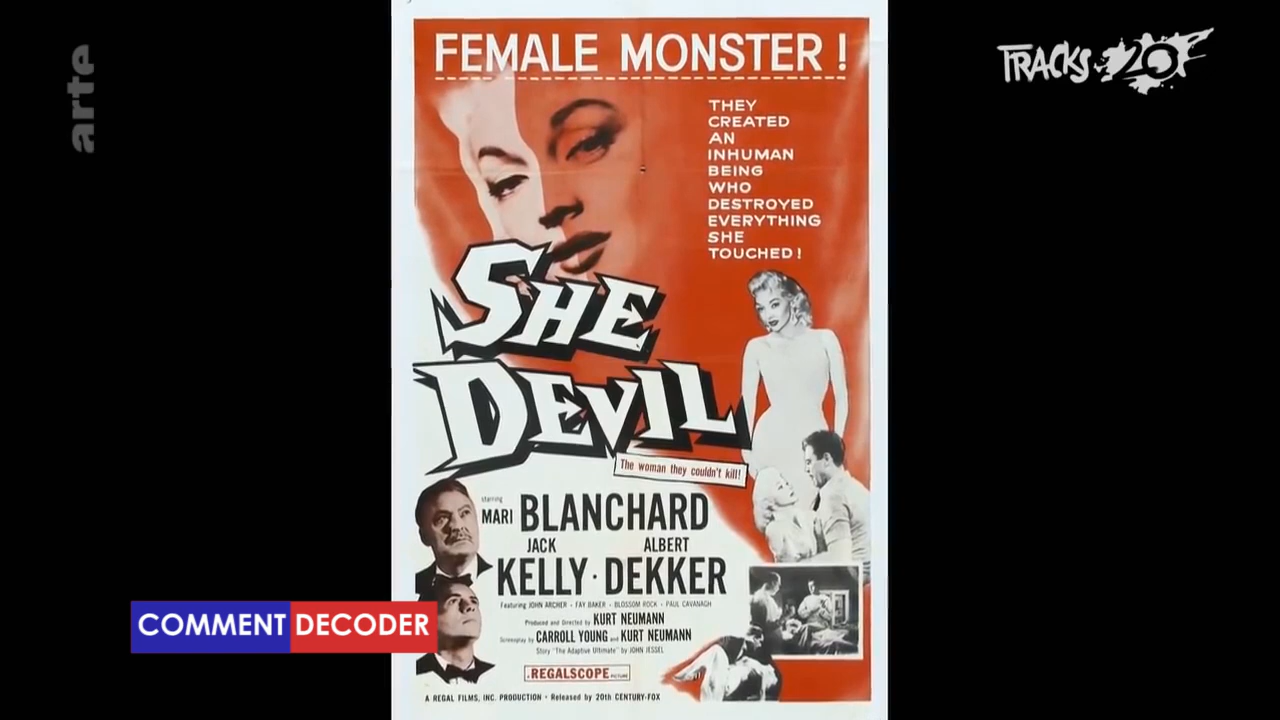 arte
TRACKS 20
FEMALE MONSTER !
THEY
CREATED
AN
INHUMAN
BEING
WHO
DESTROYED
EVERYTHING
SHE
TOUCHED!
SHE
DEVIL
The woman they couldn't kill!
starring
MARI BLANCHARD
JACK ALBERT
KELLY · DEKKER
Featuring JOHN ARCHER · FAY BAKER · BLOSSOM ROCK · PAUL CAVANAGH
Produced and Directed by KURT NEUMANN
Screenplay by CARROLL YOUNG and KURT NEUMANN
Story "The Adaptive Ultimate" by JOHN JESSEL
A REGALSCOPE PICTURE
A REGAL FILMS, INC. PRODUCTION · Released by 20th CENTURY-FOX
COMMENT DECODER